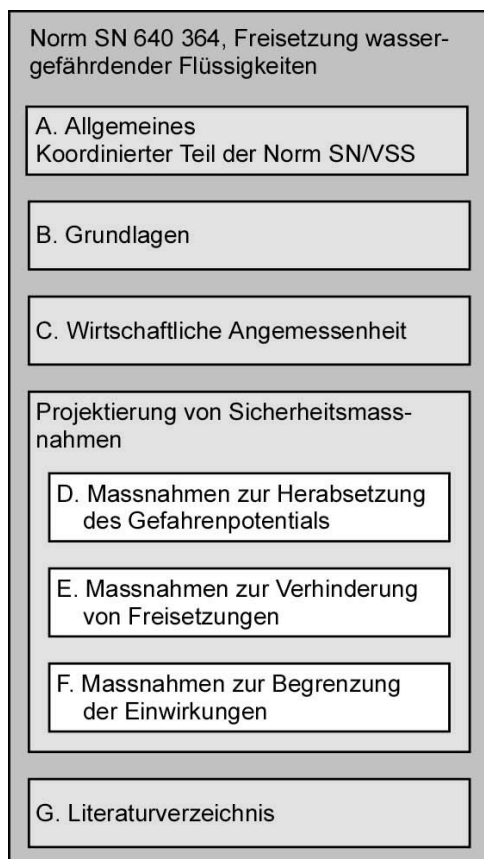 Norm SN 640 364, Freisetzung wasser-
gefährdender Flüssigkeiten
A. Allgemeines
Koordinierter Teil der Norm SN/VSS
B. Grundlagen
C. Wirtschaftliche Angemessenheit
Projektierung von Sicherheitsmass-
nahmen
D. Massnahmen zur Herabsetzung
des Gefahrenpotentials
E. Massnahmen zur Verhinderung
von Freisetzungen
F. Massnahmen zur Begrenzung
der Einwirkungen
G. Literaturverzeichnis